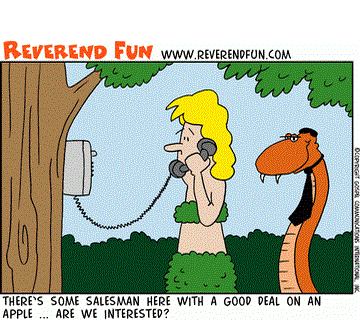 REVEREND FUN WWW.REVERENDFUN.COM
©COPYRIGHT GOSPEL COMMUNICATIONS INTERNATIONAL, INC.
THERE'S SOME SALESMAN HERE WITH A GOOD DEAL ON AN
APPLE ... ARE WE INTERESTED?